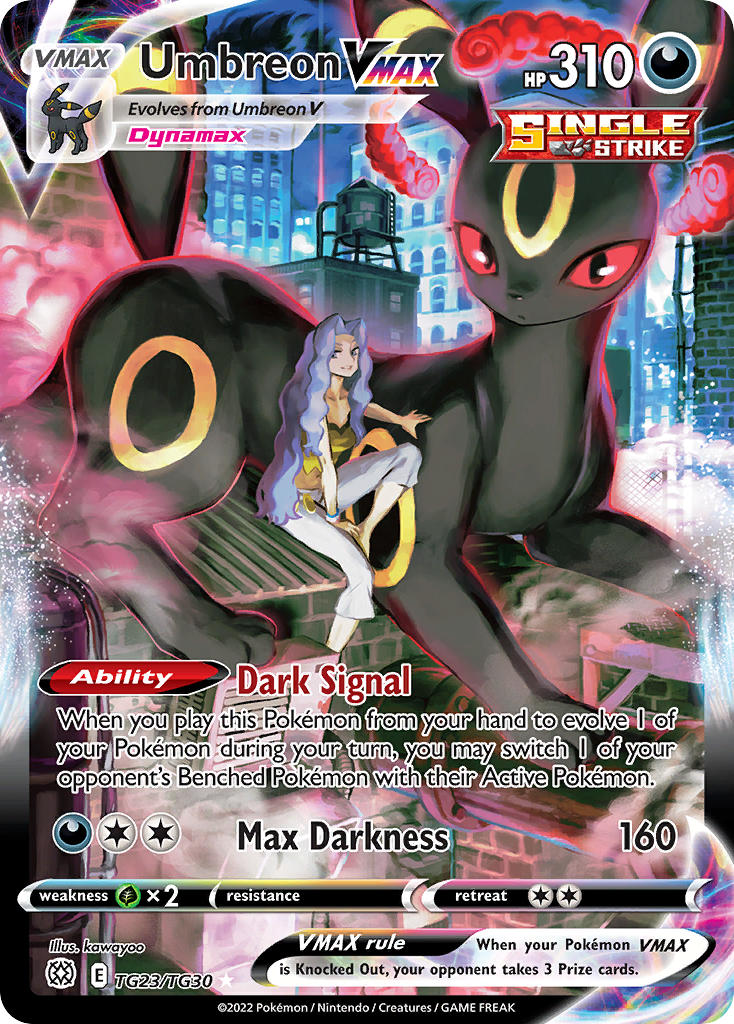 VMAX
Umbreon VMAX
HP 310
Evolves from Umbreon V
Dynamax
SINGLE
STRIKE
Ability Dark Signal
When you play this Pokémon from your hand to evolve 1 of
your Pokémon during your turn, you may switch 1 of your
opponent's Benched Pokémon with their Active Pokémon.
Max Darkness 160
weakness ×2 resistance retreat
Illus. kawayoo
VMAX rule When your Pokémon VMAX
is Knocked Out, your opponent takes 3 Prize cards.
E TG23/TG30
©2022 Pokémon / Nintendo / Creatures / GAME FREAK